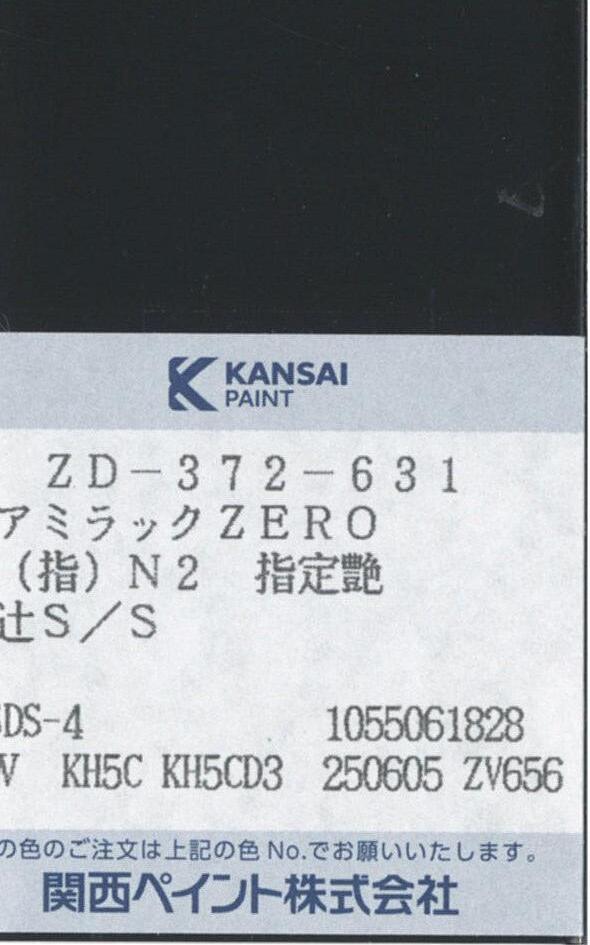 KANSAI
PAINT
ZD-372-631
アミラックZERO
(指)N2 指定艶
辻S/S
SDS-4 1055061828
V KH5C KH5CD3 250605 ZV656
の色のご注文は上記の色No.でお願いいたします。
関西ペイント株式会社